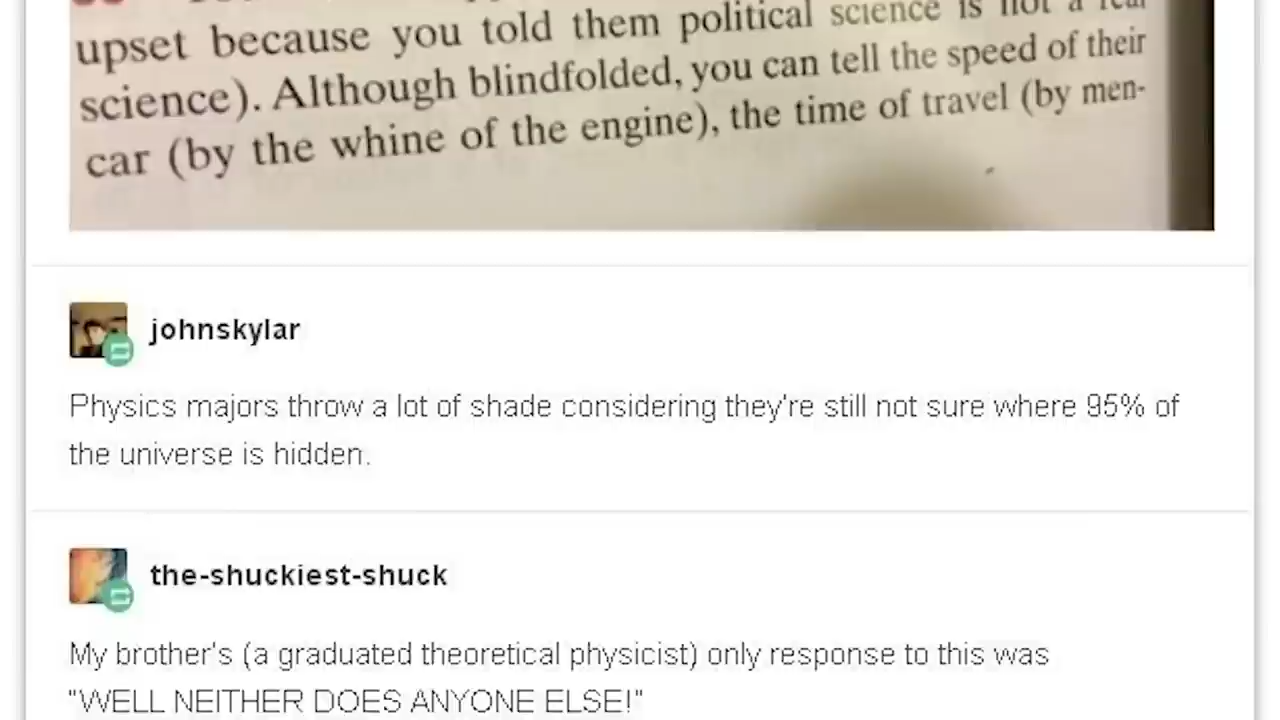 upset because you told them political science is not a real
science). Although blindfolded, you can tell the speed of their
car (by the whine of the engine), the time of travel (by men-
johnskylar
Physics majors throw a lot of shade considering they're still not sure where 95% of
the universe is hidden.
the-shuckiest-shuck
My brother's (a graduated theoretical physicist) only response to this was
"WELL NEITHER DOES ANYONE ELSE!"